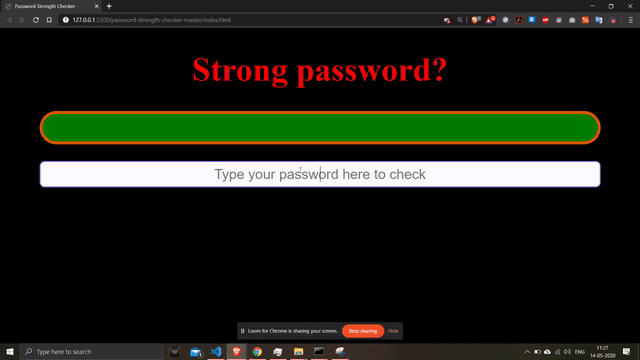 Password Strength Checker
127.0.0.1:5500/password-strength-checker-master/index.html
Strong password?
Type your password here to check
Loom for Chrome is sharing your screen.
Stop sharing
Hide
Type here to search
ENG
11:27
14-05-2020